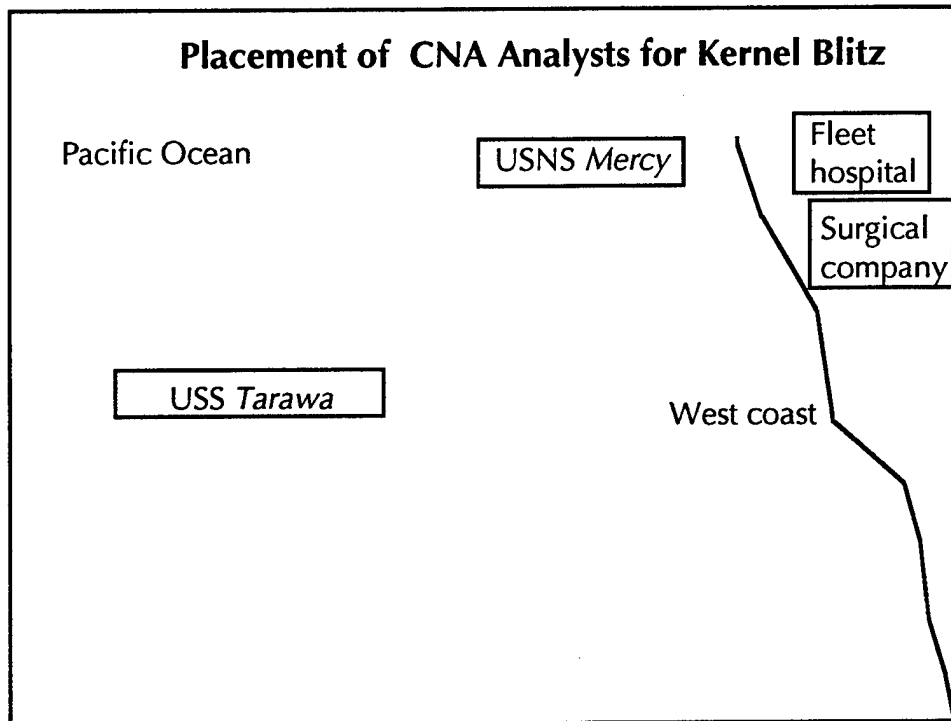 Placement of CNA Analysts for Kernel Blitz
Pacific Ocean
USNS Mercy
Fleet
hospital
Surgical
company
USS Tarawa
West coast